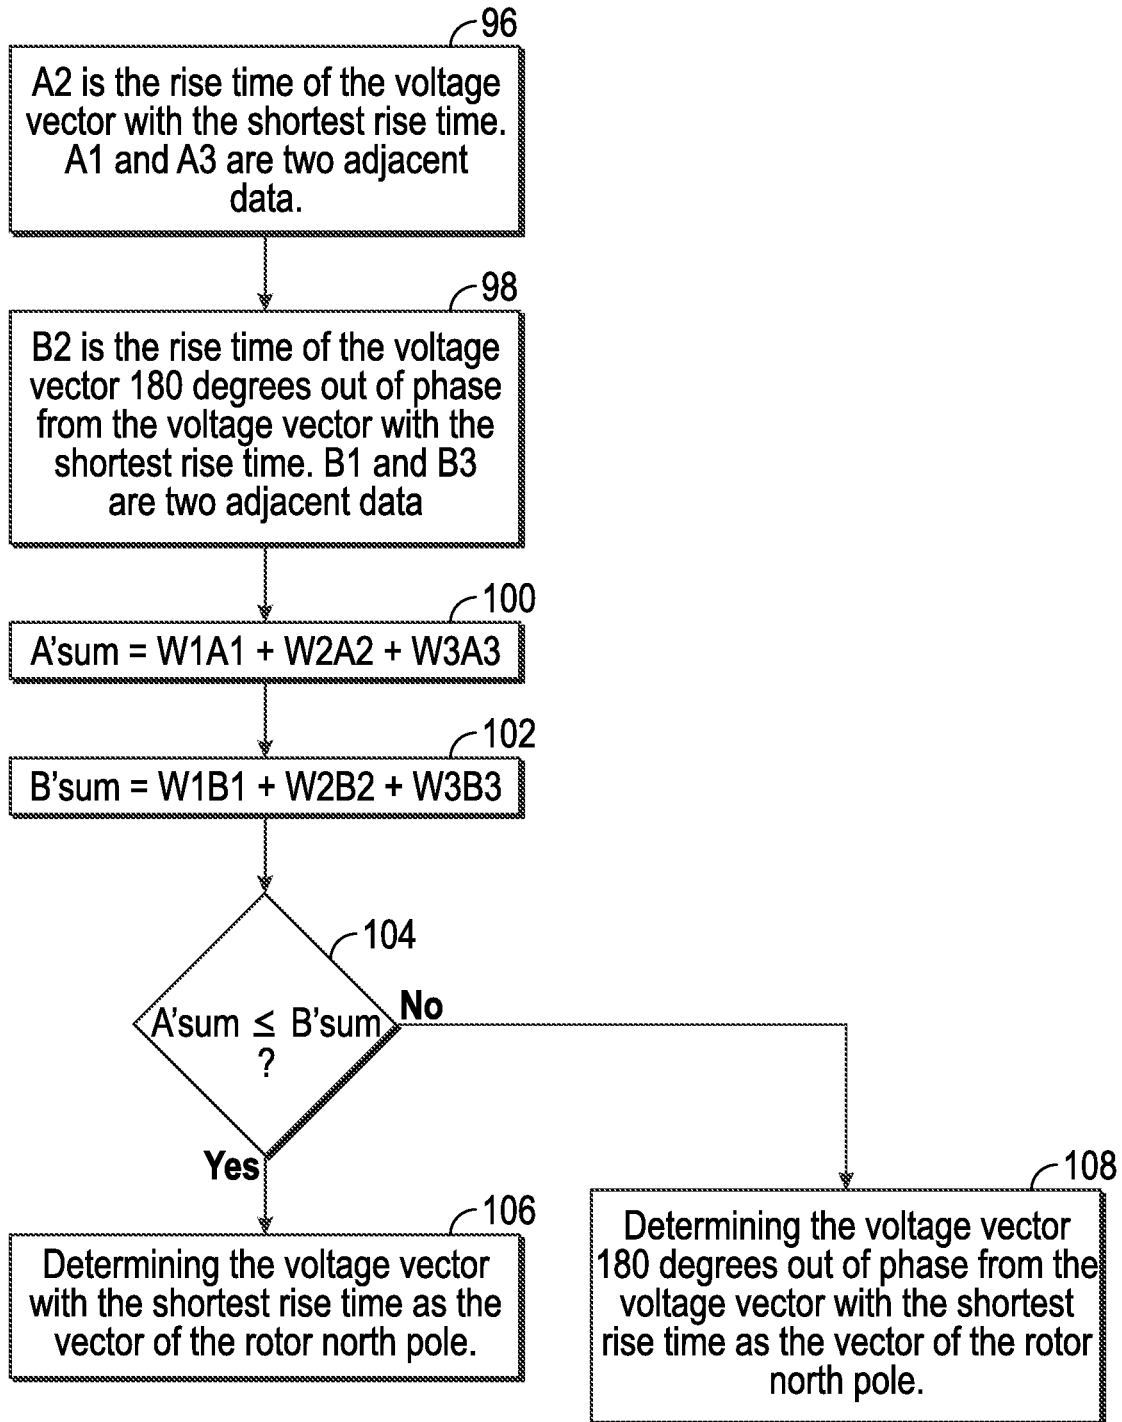 96
A2 is the rise time of the voltage
vector with the shortest rise time.
A1 and A3 are two adjacent
data.
98
B2 is the rise time of the voltage
vector 180 degrees out of phase
from the voltage vector with the
shortest rise time. B1 and B3
are two adjacent data
100
A'sum = W1A1 + W2A2 + W3A3
102
B'sum = W1B1 + W2B2 + W3B3
104
A'sum ≤ B'sum
?
No
Yes
106
Determining the voltage vector
with the shortest rise time as the
vector of the rotor north pole.
108
Determining the voltage vector
180 degrees out of phase from the
voltage vector with the shortest
rise time as the vector of the rotor
north pole.